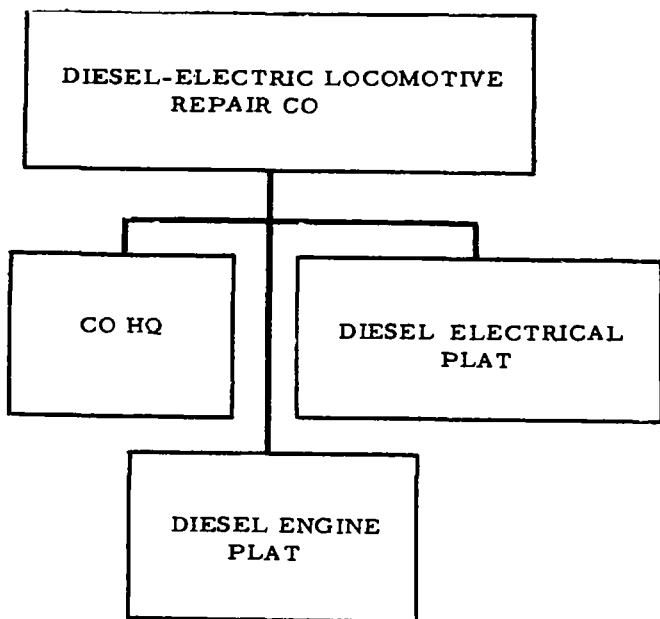 DIESEL-ELECTRIC LOCOMOTIVE
REPAIR CO
CO HQ
DIESEL ELECTRICAL
PLAT
DIESEL ENGINE
PLAT